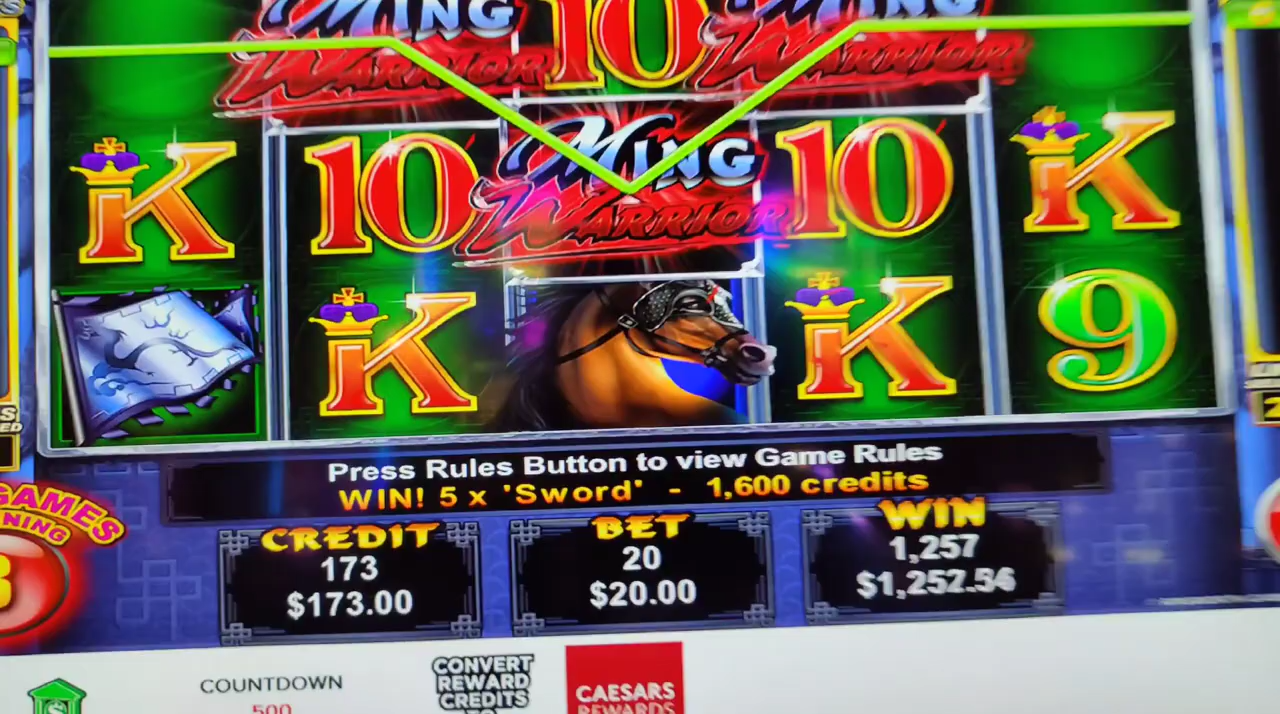 MING
WARRIOR
10
MING
WARRIOR
K
10
MING
WARRIOR
10
K
K
K
9
Press Rules Button to view Game Rules
WIN! 5 x 'Sword' - 1,600 credits
GAMES
CREDIT
173
$173.00
BET
20
$20.00
WIN
1,257
$1,252.56
COUNTDOWN
500
CONVERT
REWARD
CREDITS
CAESARS
REWARDS